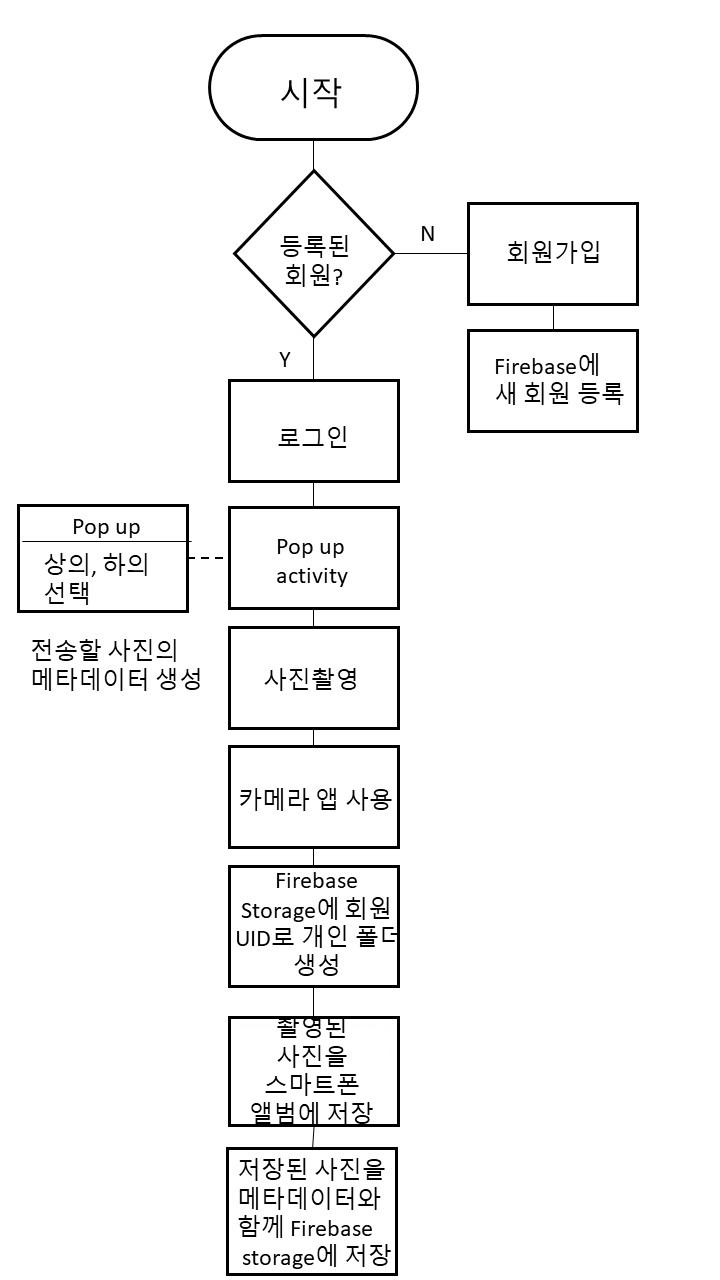 시작
등록된
회원?
N
회원가입
Firebase에
새 회원 등록
Y
로그인
Pop up
상의, 하의
선택
Pop up
activity
전송할 사진의
메타데이터 생성
사진촬영
카메라 앱 사용
Firebase
Storage에 회원
UID로 개인 폴더
생성
촬영된
사진을
스마트폰
앨범에 저장
저장된 사진을
메타데이터와
함께 Firebase
storage에 저장